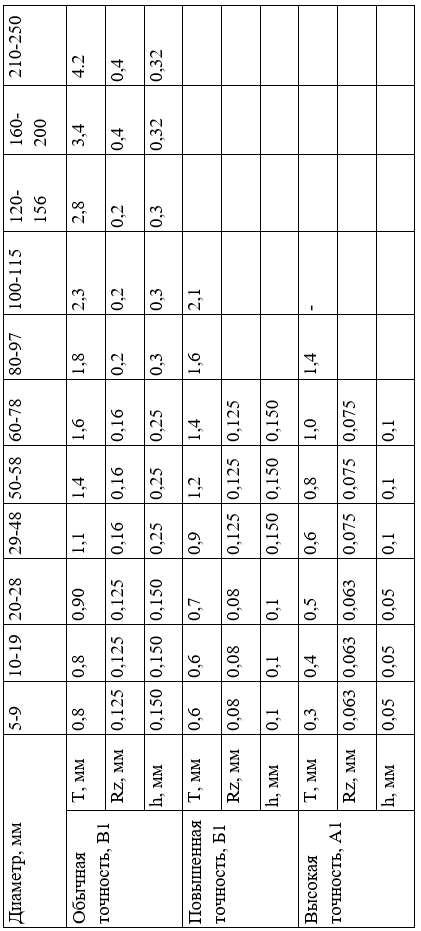 Диаметр, мм 5-9 10-19 20-28 29-48 50-58 60-78 80-97 100-115 120-156 160-200 210-250
Обычная точность, В1
Т, мм 0,8 0,8 0,90 1,1 1,4 1,6 1,8 2,3 2,8 3,4 4.2
Rz, мм 0,125 0,125 0,125 0,16 0,16 0,16 0,2 0,2 0,2 0,4 0,4
h, мм 0,150 0,150 0,150 0,25 0,25 0,25 0,3 0,3 0,3 0,32 0,32
Повышенная точность, Б1
Т, мм 0,6 0,6 0,7 0,9 1,2 1,4 1,6 2,1
Rz, мм 0,08 0,08 0,08 0,125 0,125 0,125
h, мм 0,1 0,1 0,1 0,150 0,150 0,150
Высокая точность, А1
Т, мм 0,3 0,4 0,5 0,6 0,8 1,0 1,4 -
Rz, мм 0,063 0,063 0,063 0,075 0,075 0,075
h, мм 0,05 0,05 0,05 0,1 0,1 0,1